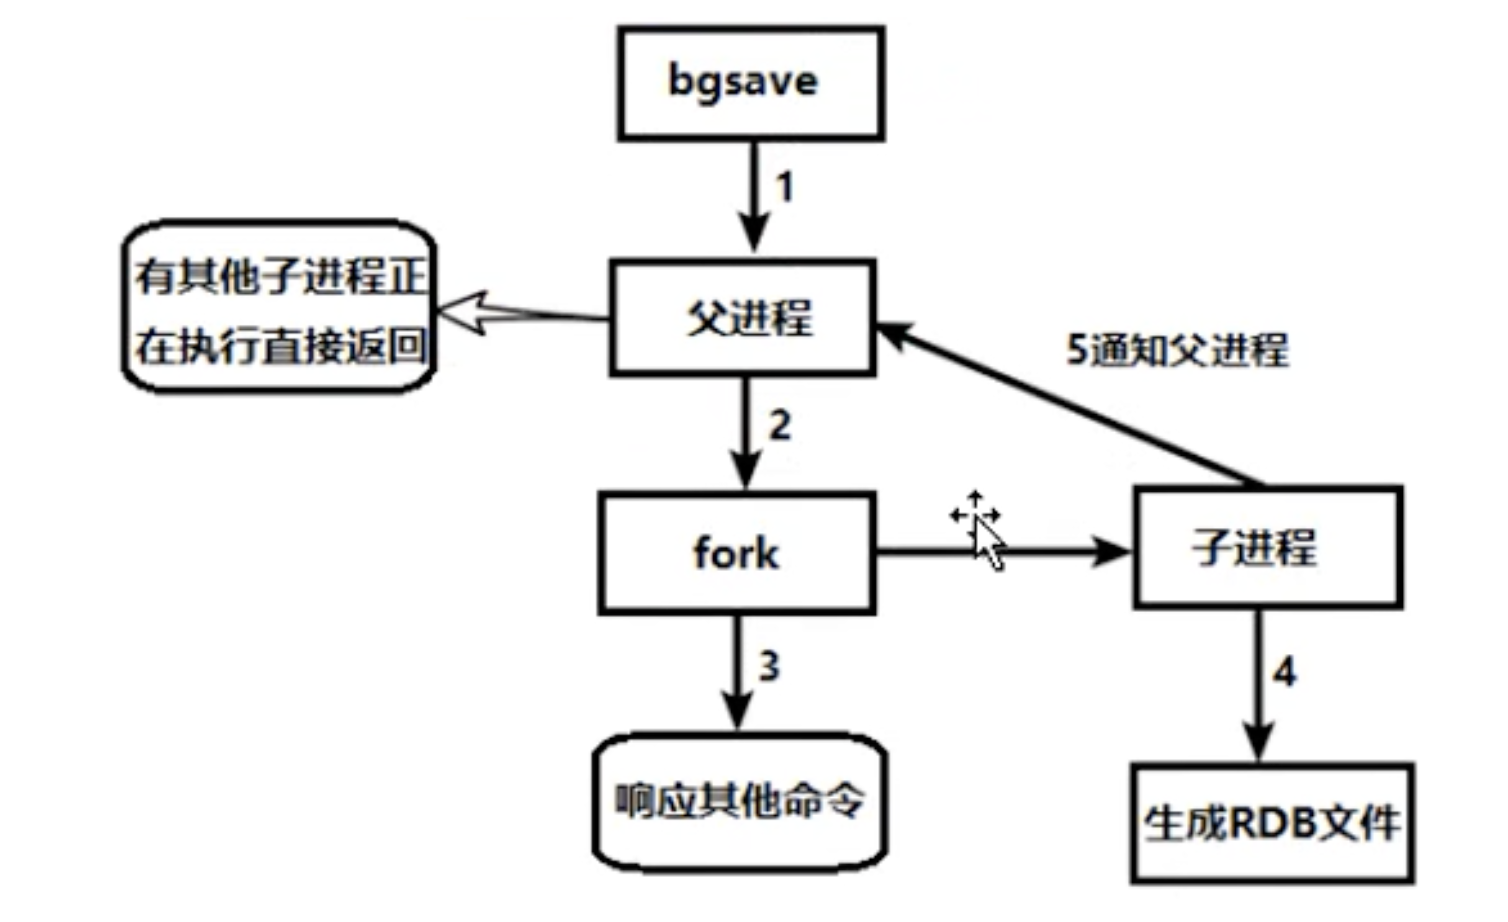 bgsave
1
有其他子进程正
在执行直接返回
父进程
5通知父进程
2
fork
子进程
3
4
响应其他命令
生成RDB文件